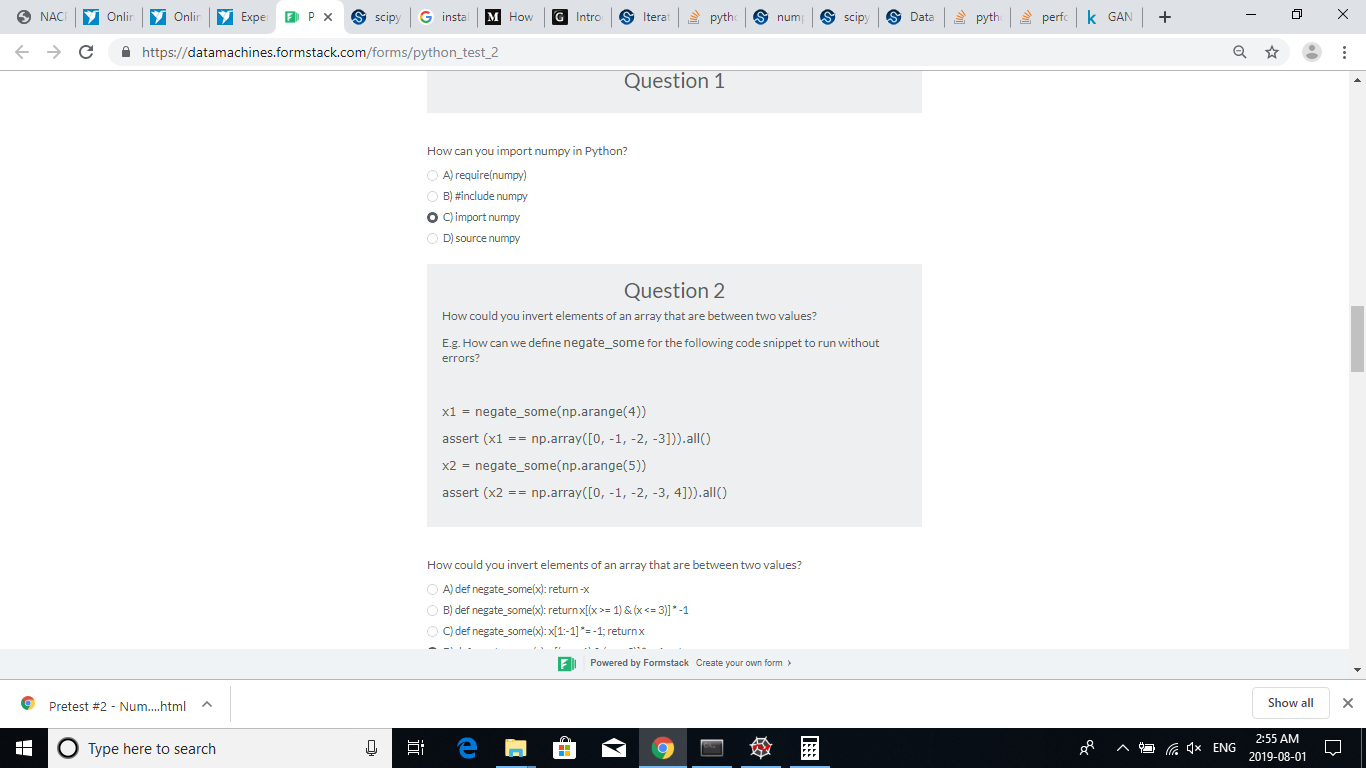 NACI
Onlin
Onlin
Expe
P
scipy
insta
How
Intro
Iterat
pyth
num
scipy
Data
pyth
perfo
GAN
https://datamachines.formstack.com/forms/python_test_2
Question 1
How can you import numpy in Python?
A) require(numpy)
B) #include numpy
C) import numpy
D) source numpy
Question 2
How could you invert elements of an array that are between two values?
E.g. How can we define negate_some for the following code snippet to run without
errors?
x1 = negate_some(np.arange(4))
assert (x1 == np.array([0, -1, -2, -3])).all()
x2 = negate_some(np.arange(5))
assert (x2 == np.array([0, -1, -2, -3, 4])).all()
How could you invert elements of an array that are between two values?
A) def negate_some(x): return -x
B) def negate_some(x): return x[(x >= 1) & (x <= 3)] * -1
C) def negate_some(x): x[1:-1] *= -1; return x
Powered by Formstack Create your own form >
Pretest #2 - Num....html
Show all
Type here to search
ENG
2:55 AM
2019-08-01